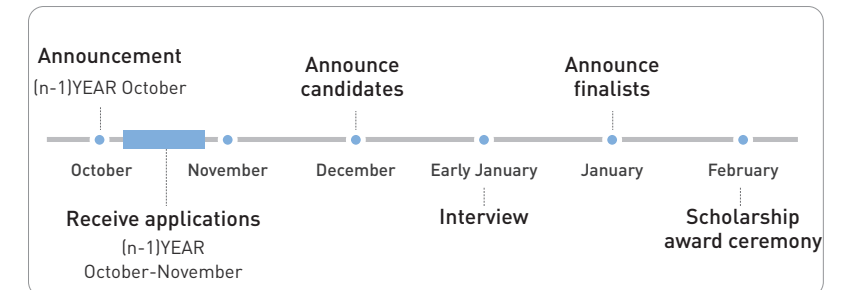 Announcement
(n-1)YEAR October
Announce
candidates
Announce
finalists
October
November
December
Early January
January
February
Receive applications
(n-1)YEAR
October-November
Interview
Scholarship
award ceremony